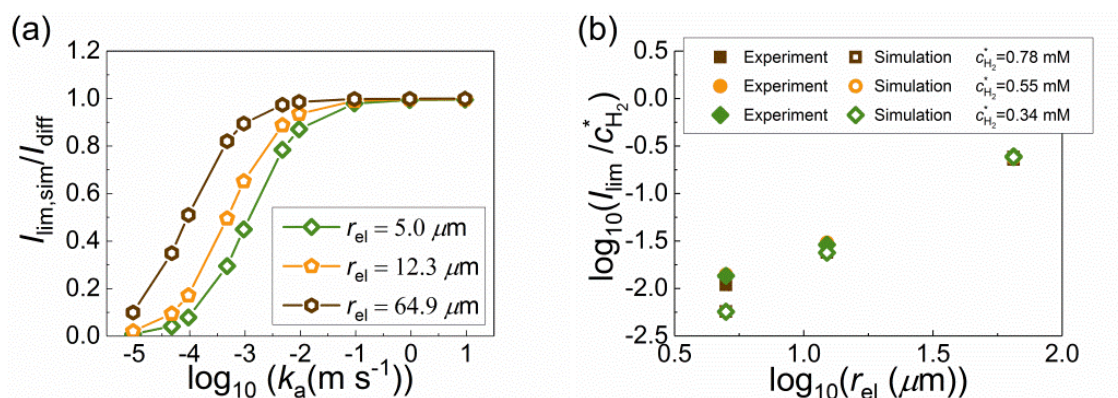 (a)
I_lim,sim/I_diff
1.2
1.0
0.8
0.6
0.4
0.2
0.0
r_el = 5.0 μm
r_el = 12.3 μm
r_el = 64.9 μm
-5 -4 -3 -2 -1 0 1
log₁₀ (kₐ(m s⁻¹))
(b)
log₁₀(I_lim/c*_H₂)
0.5
0.0
-0.5
-1.0
-1.5
-2.0
-2.5
Experiment Simulation c*_H₂=0.78 mM
Experiment Simulation c*_H₂=0.55 mM
Experiment Simulation c*_H₂=0.34 mM
0.5 1.0 1.5 2.0
log₁₀(r_el (μm))